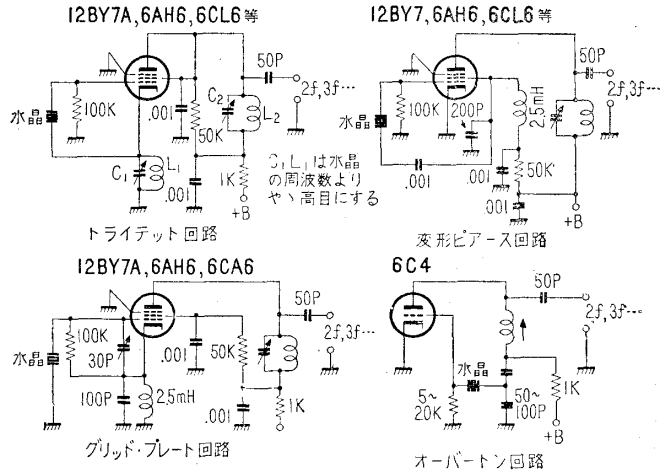 12BY7A,6AH6,6CL6等
50P
2f,3f…
水晶
100K
.001
50K
C2
L2
C1
L1
.001
1K
+B
C1L1は水晶
の周波数より
やゝ高目にする
トライテット回路
12BY7,6AH6,6CL6等
50P
2f,3f…
水晶
100K
200P
2,5mH
.001
50K
.001
.001
+B
変形ピアース回路
12BY7A,6AH6,6CA6
50P
2f,3f…
水晶
100K
30P
100P
2,5mH
.001
50K
.001
1K
グリッド・プレート回路
6C4
50P
2f,3f…
水晶
5~
20K
50~
100P
1K
+B
オーバートン回路